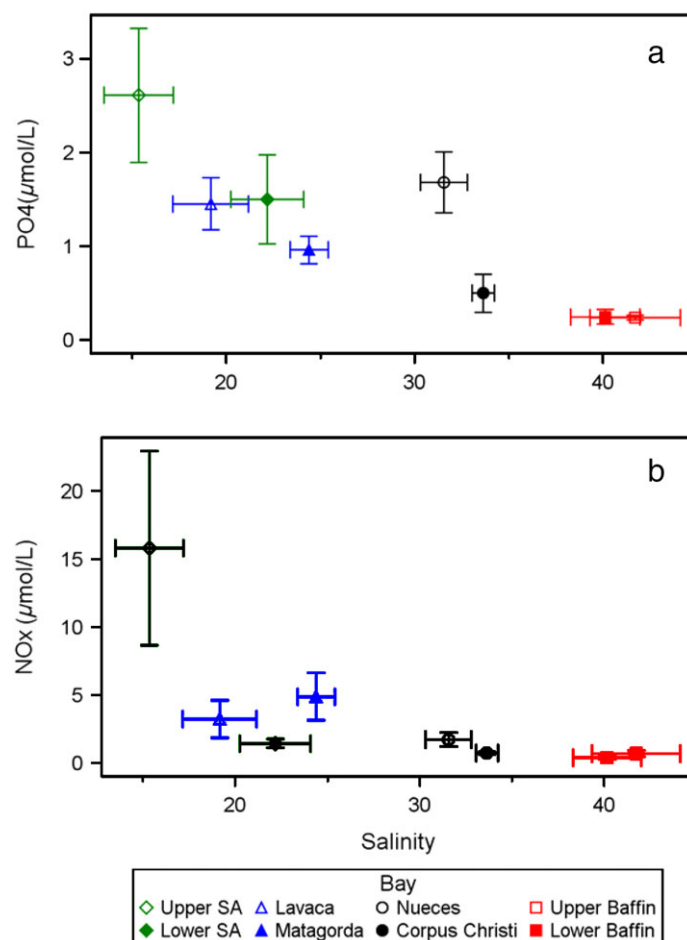 a
3
2
1
0
PO4(µmol/L)
20
30
40
b
20
15
10
5
0
NOx (µmol/L)
20
30
40
Salinity
Bay
Upper SA Lavaca Nueces Upper Baffin
Lower SA Matagorda Corpus Christi Lower Baffin